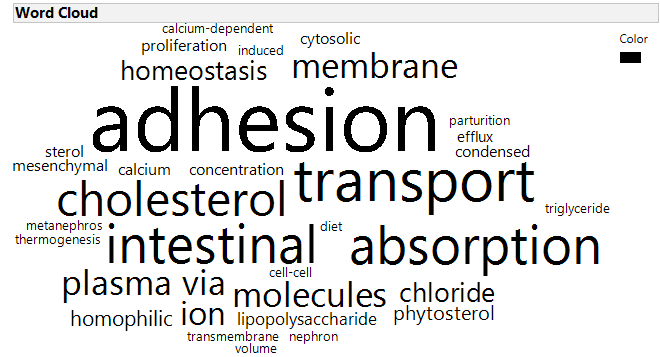 Word Cloud
calcium-dependent
Color
proliferation induced cytosolic
homeostasis membrane
adhesion
parturition
efflux
sterol condensed
mesenchymal calcium concentration transport
cholesterol
triglyceride
metanephros diet
thermogenesis intestinal absorption
cell-cell
plasma via molecules chloride
homophilic ion lipopolysaccharide phytosterol
transmembrane nephron
volume